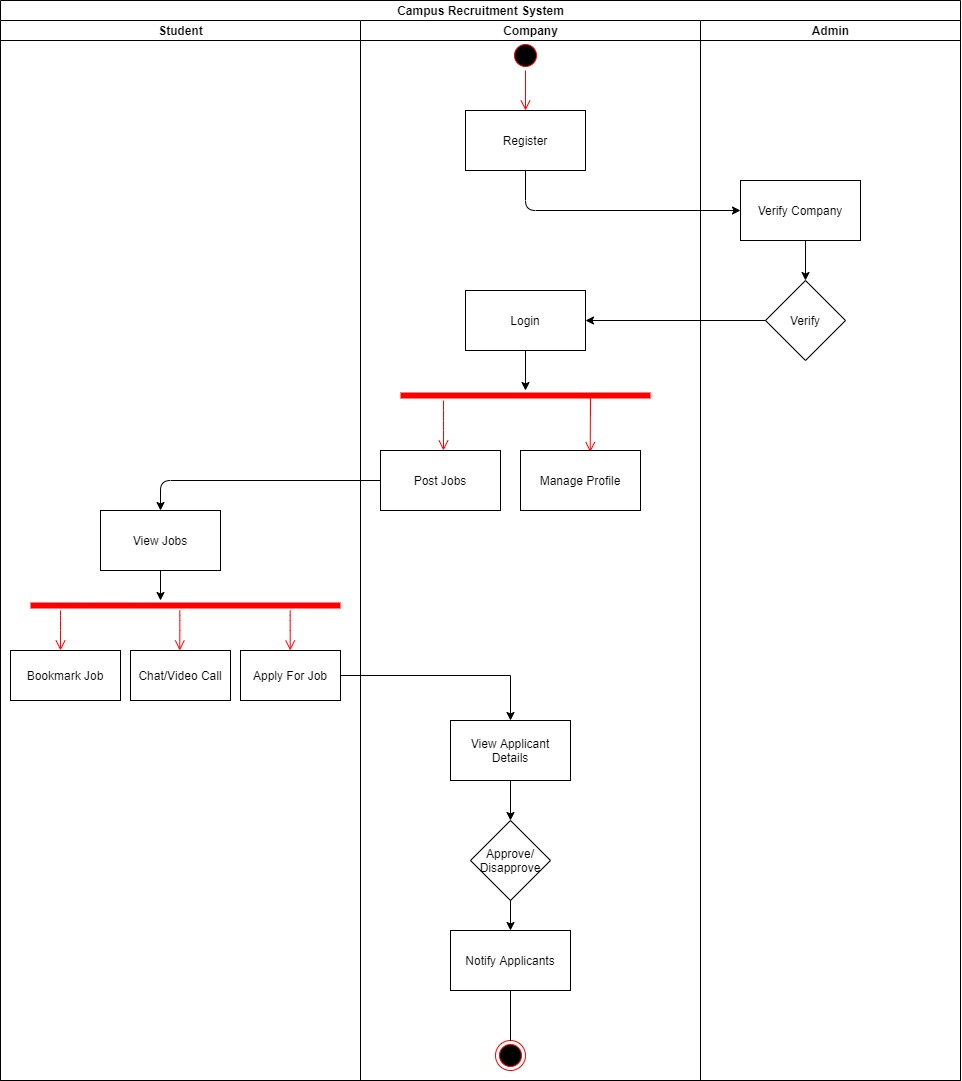 Campus Recruitment System
Student
Company
Admin
Register
Verify Company
Login
Verify
Post Jobs
Manage Profile
View Jobs
Bookmark Job
Chat/Video Call
Apply For Job
View Applicant
Details
Approve/
Disapprove
Notify Applicants